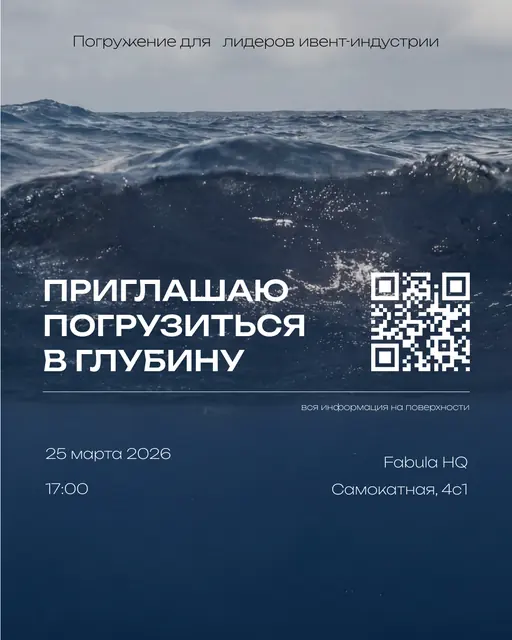 Погружение для лидеров ивент-индустрии
ПРИГЛАШАЮ
ПОГРУЗИТЬСЯ
В ГЛУБИНУ
вся информация на поверхности
25 марта 2026
17:00
Fabula HQ
Самокатная, 4с1